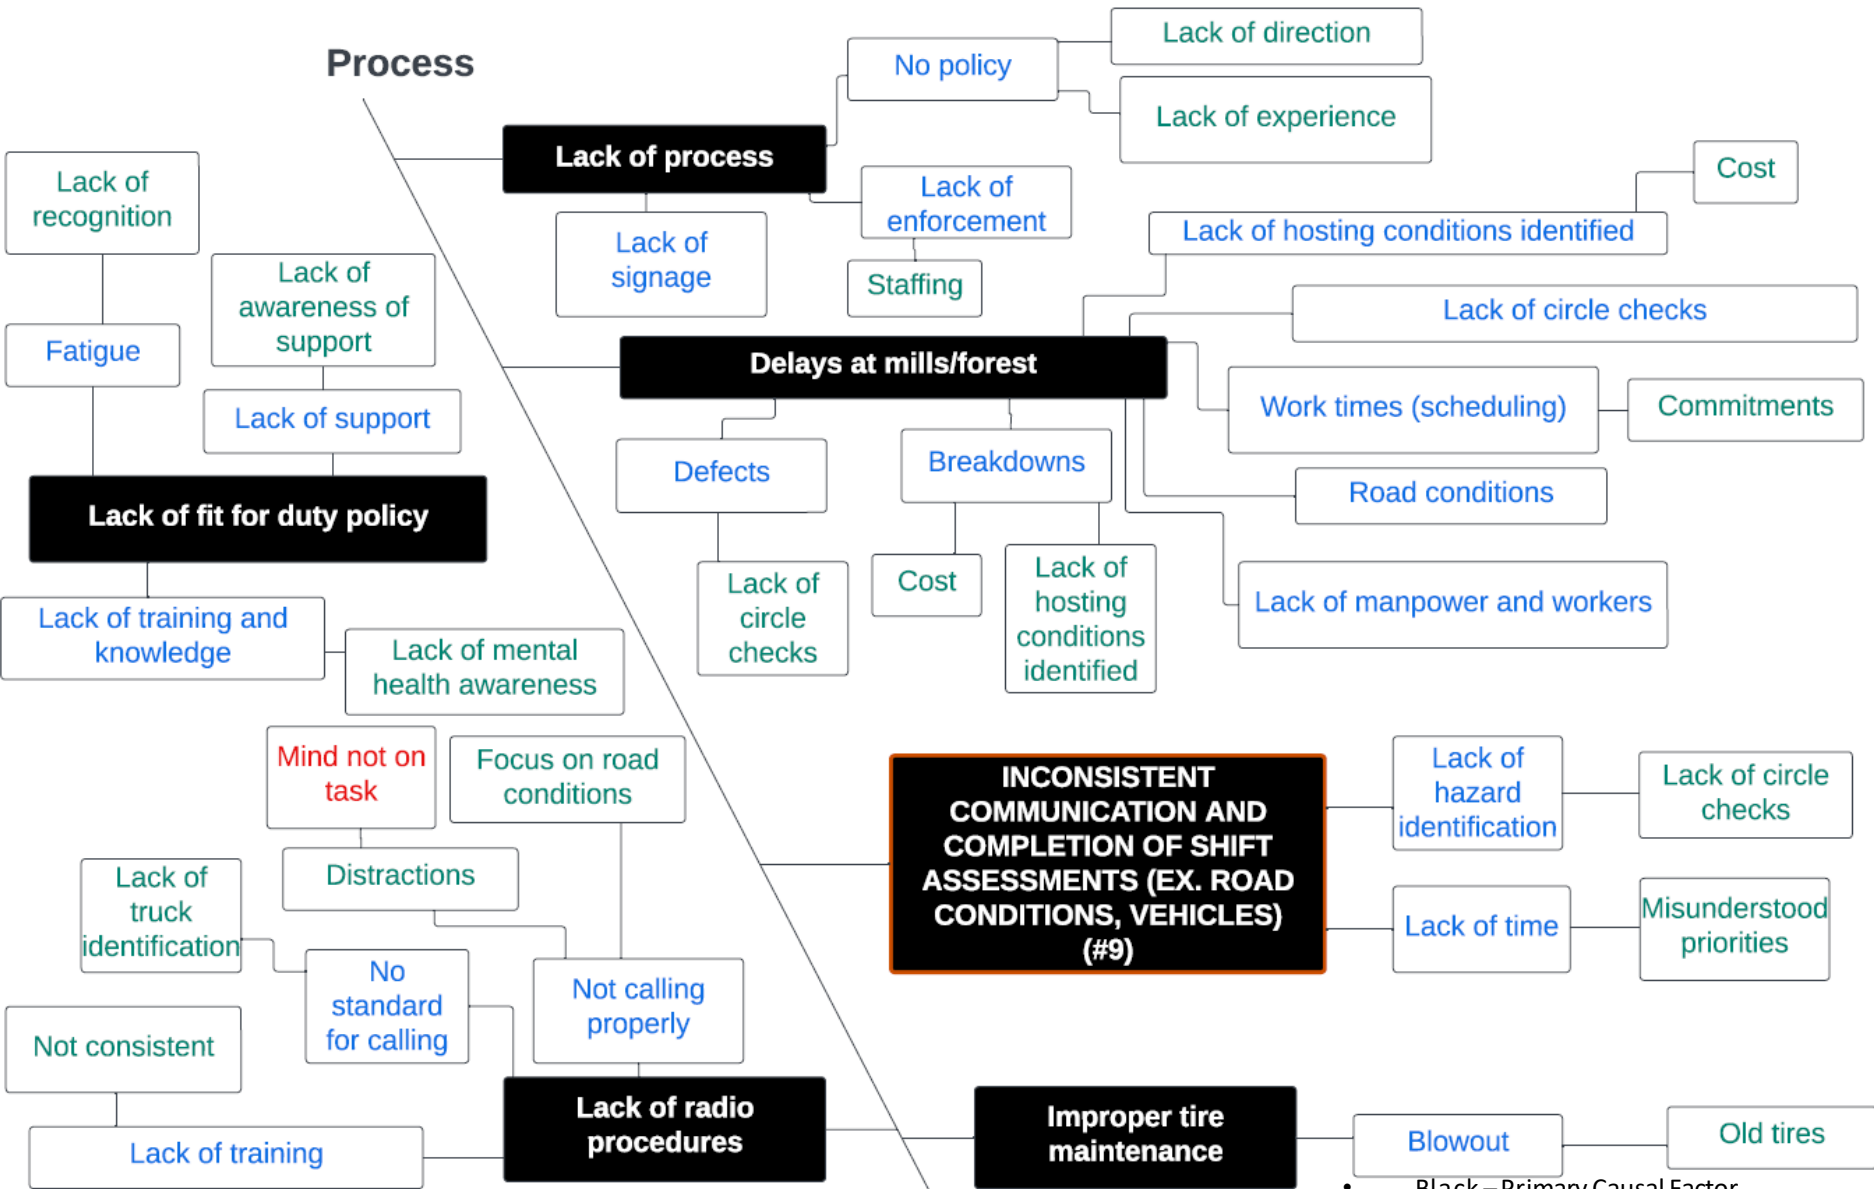 Process
Lack of direction
No policy
Lack of experience
Lack of process
Cost
Lack of
recognition
Lack of
enforcement
Lack of hosting conditions identified
Lack of
signage
Staffing
Lack of
awareness of
support
Lack of circle checks
Fatigue
Delays at mills/forest
Work times (scheduling)
Commitments
Lack of support
Defects
Breakdowns
Road conditions
Lack of fit for duty policy
Lack of
circle
checks
Cost
Lack of
hosting
conditions
identified
Lack of manpower and workers
Lack of training and
knowledge
Lack of mental
health awareness
Mind not on
task
Focus on road
conditions
INCONSISTENT
COMMUNICATION AND
COMPLETION OF SHIFT
ASSESSMENTS (EX. ROAD
CONDITIONS, VEHICLES)
(#9)
Lack of
hazard
identification
Lack of circle
checks
Distractions
Lack of
truck
identification
Lack of time
Misunderstood
priorities
No
standard
for calling
Not calling
properly
Not consistent
Lack of radio
procedures
Improper tire
maintenance
Blowout
Old tires
Lack of training
• Black – Primary Causal Factor